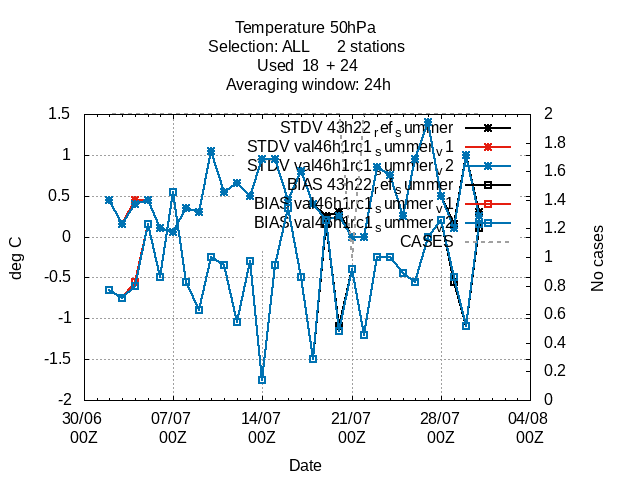 Temperature 50hPa
Selection: ALL 2 stations
Used 18 + 24
Averaging window: 24h
STDV 43h22_ref_summer
STDV val46h1rc1_summer_v1
STDV val46h1rc1_summer_v2
BIAS 43h22_ref_summer
BIAS val46h1rc1_summer_v1
BIAS val46h1rc1_summer_v2
CASES
1.5
1
0.5
0
-0.5
-1
-1.5
-2
deg C
2
1.8
1.6
1.4
1.2
1
0.8
0.6
0.4
0.2
0
No cases
30/06 07/07 14/07 21/07 28/07 04/08
00Z 00Z 00Z 00Z 00Z 00Z
Date